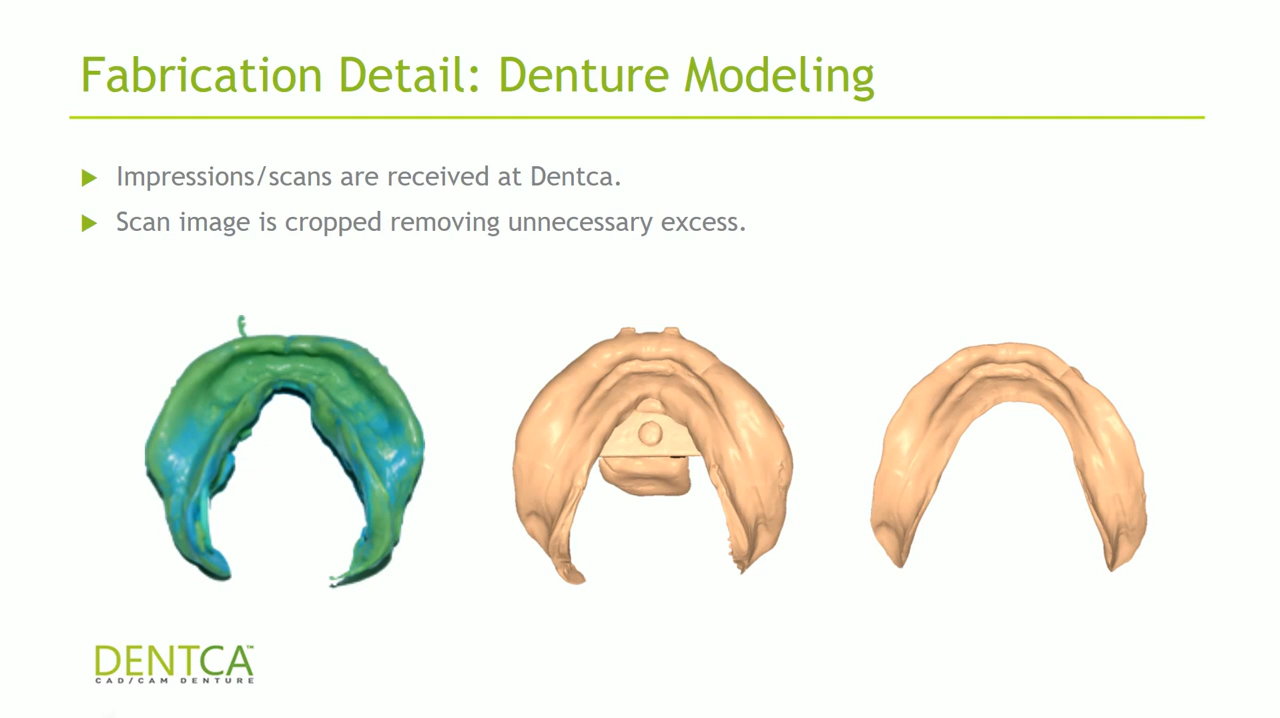 Fabrication Detail: Denture Modeling
Impressions/scans are received at Dentca.
Scan image is cropped removing unnecessary excess.
DENTCA™
CAD/CAM DENTURE